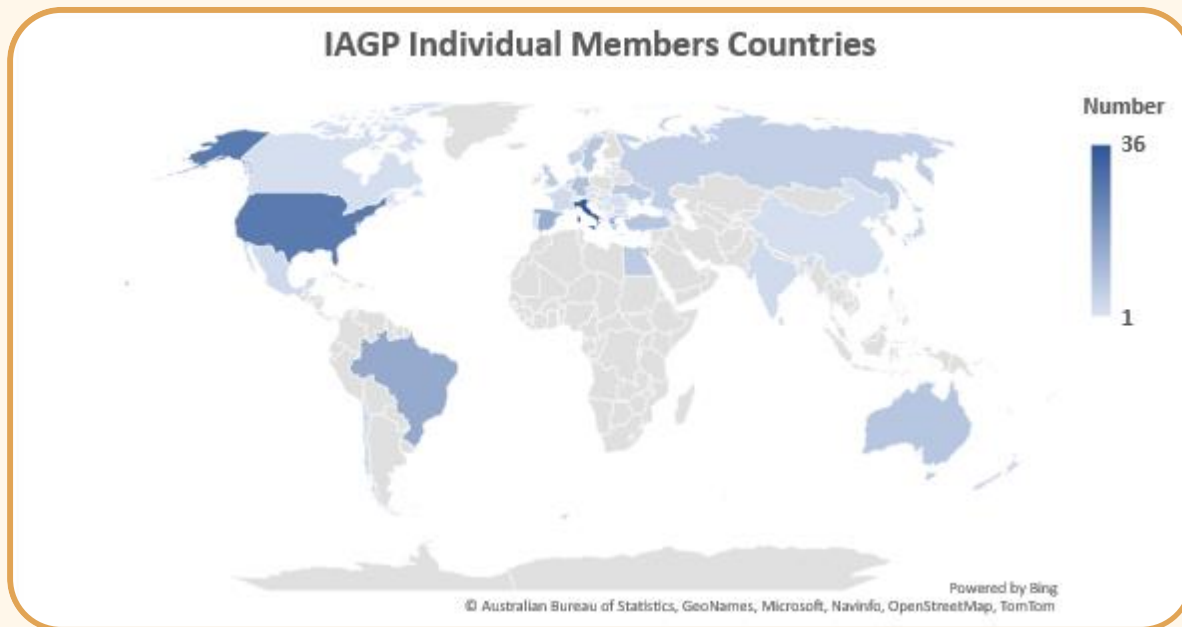 IAGP Individual Members Countries
Number
36
1
Powered by Bing
© Australian Bureau of Statistics, GeoNames, Microsoft, Navinfo, OpenStreetMap, TomTom